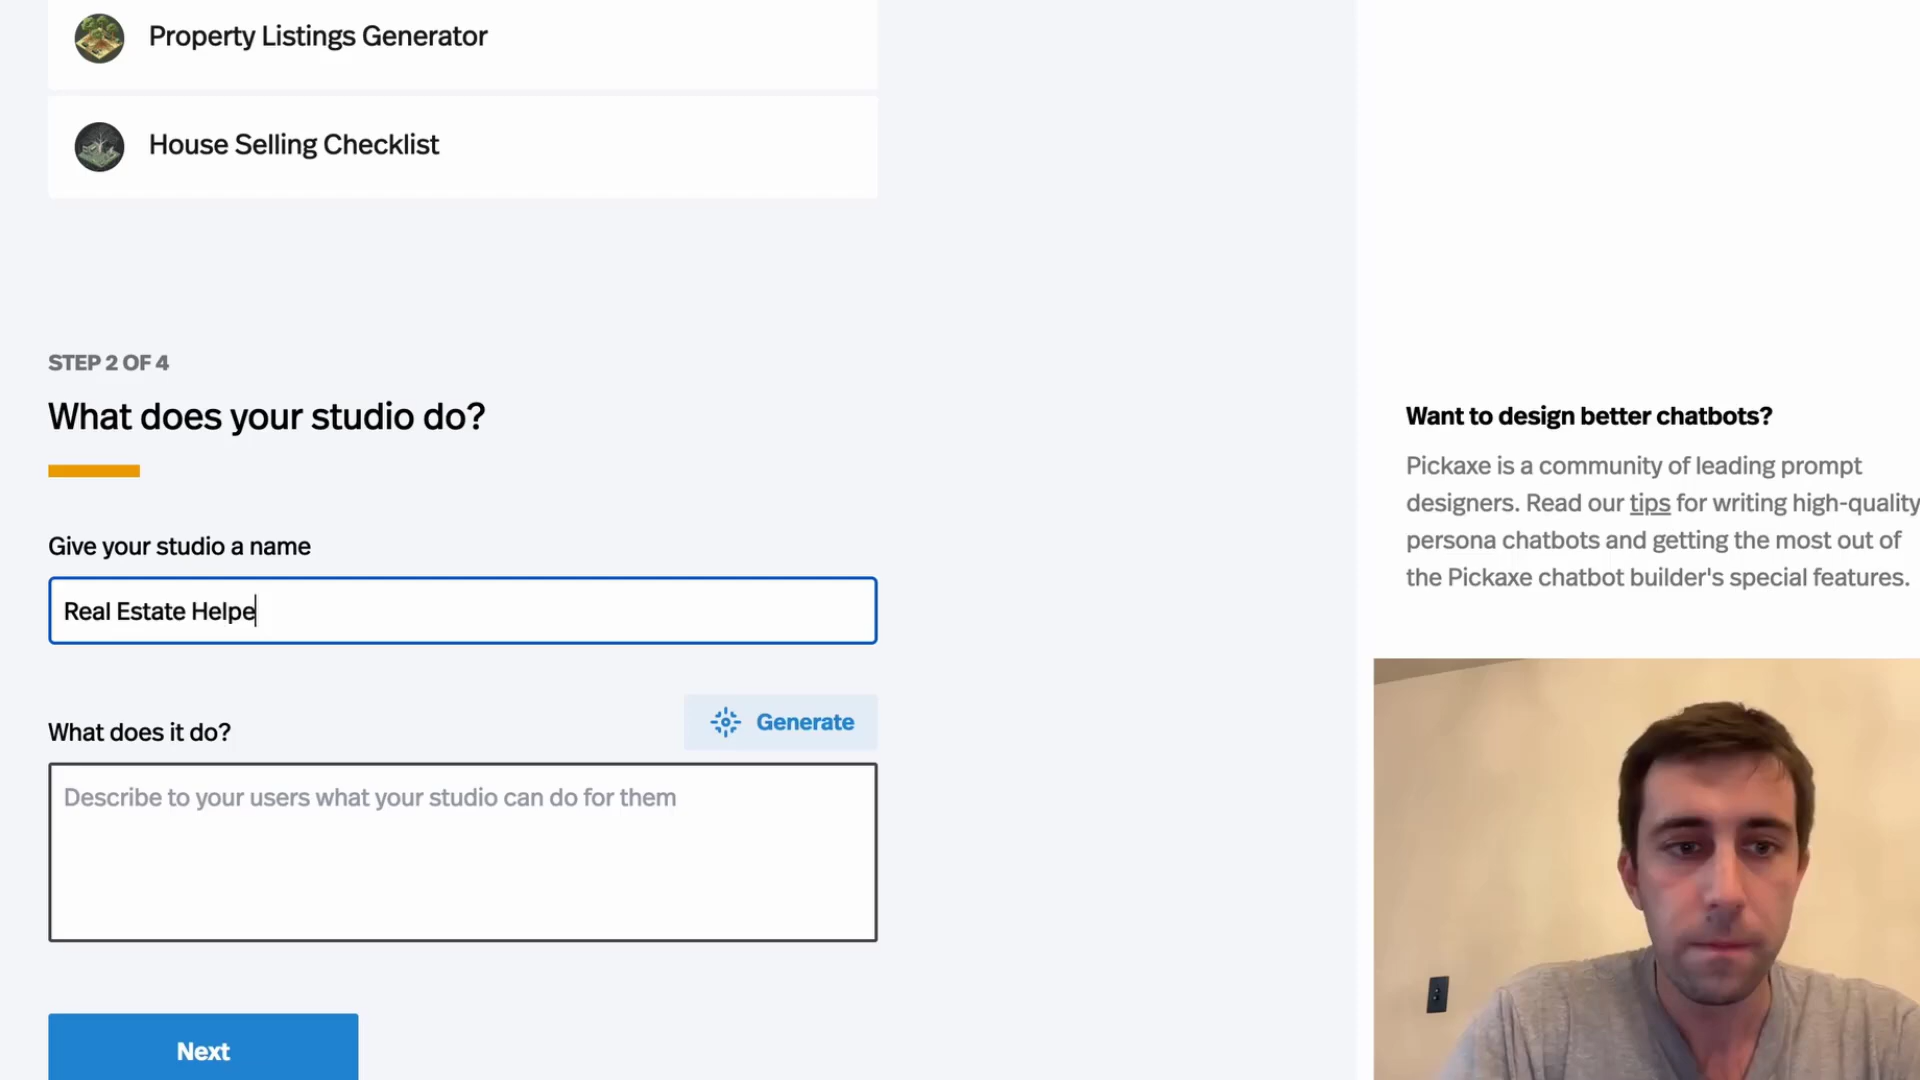 Property Listings Generator
House Selling Checklist
STEP 2 OF 4
What does your studio do?
Give your studio a name
Real Estate Helpe
What does it do?
Generate
Describe to your users what your studio can do for them
Next
Want to design better chatbots?
Pickaxe is a community of leading prompt
designers. Read our tips for writing high-quality
persona chatbots and getting the most out of
the Pickaxe chatbot builder's special features.